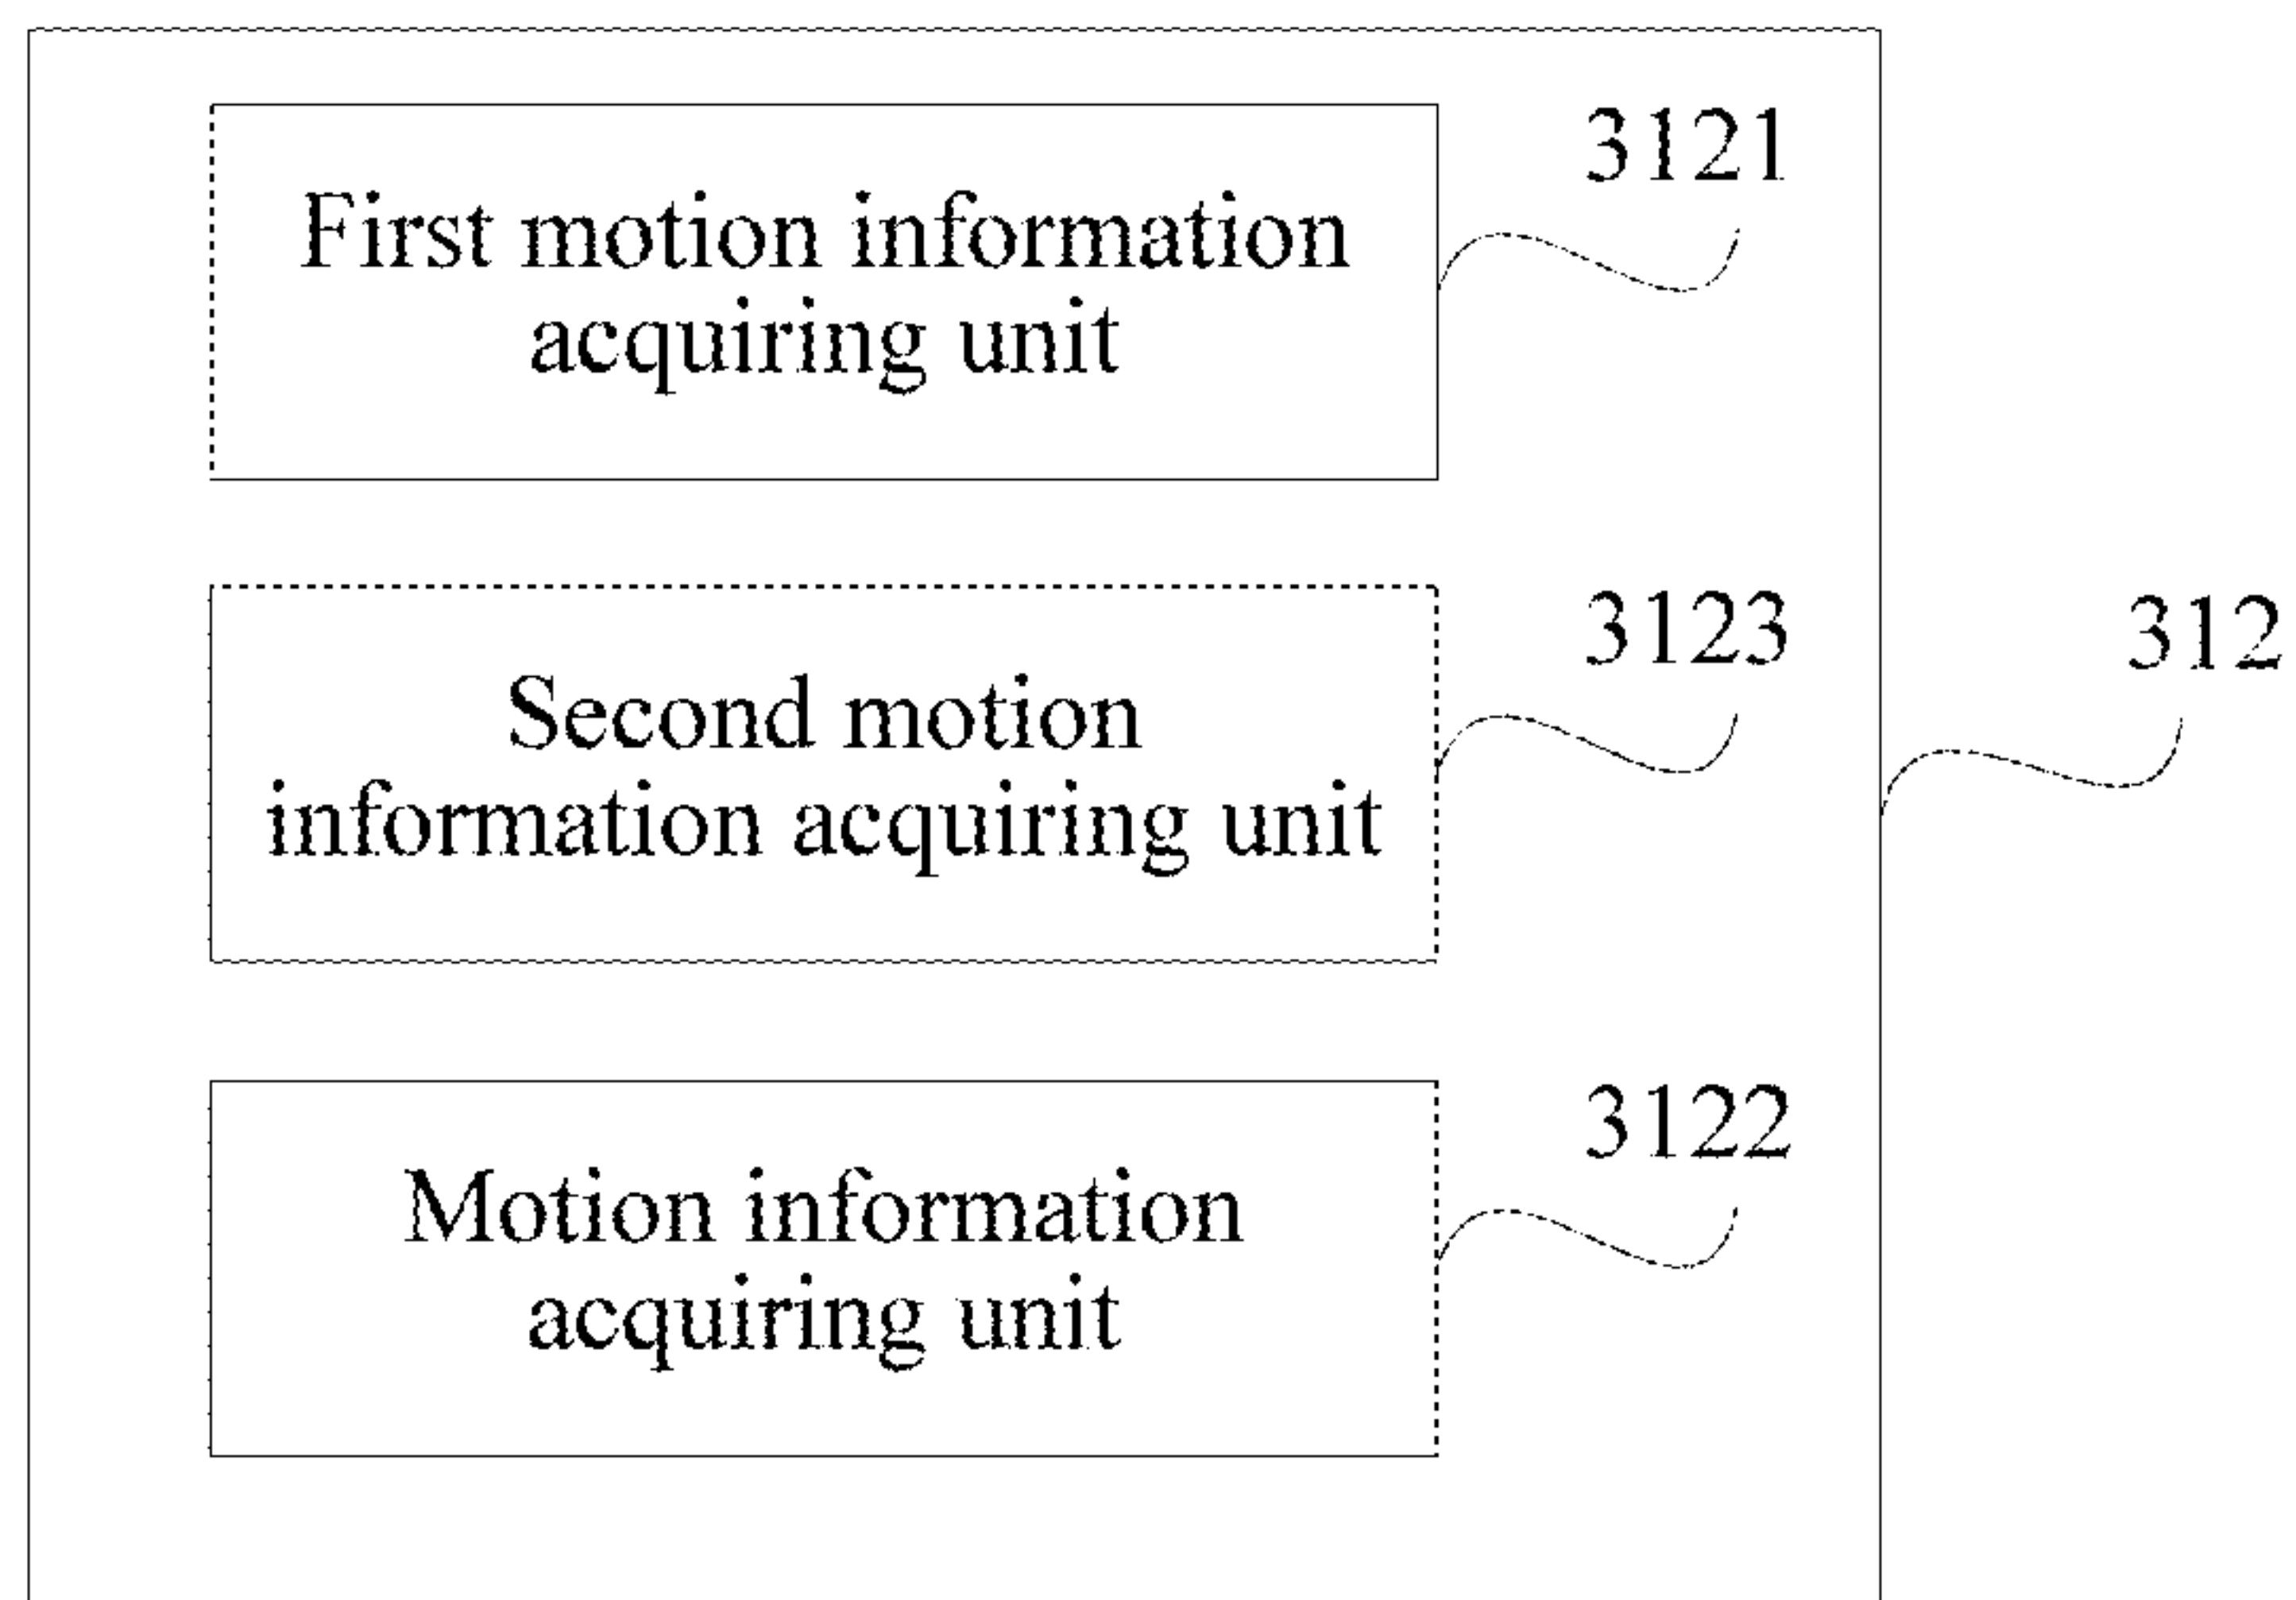 3121
First motion information
acquiring unit
3123
312
Second motion
information acquiring unit
3122
Motion information
acquiring unit